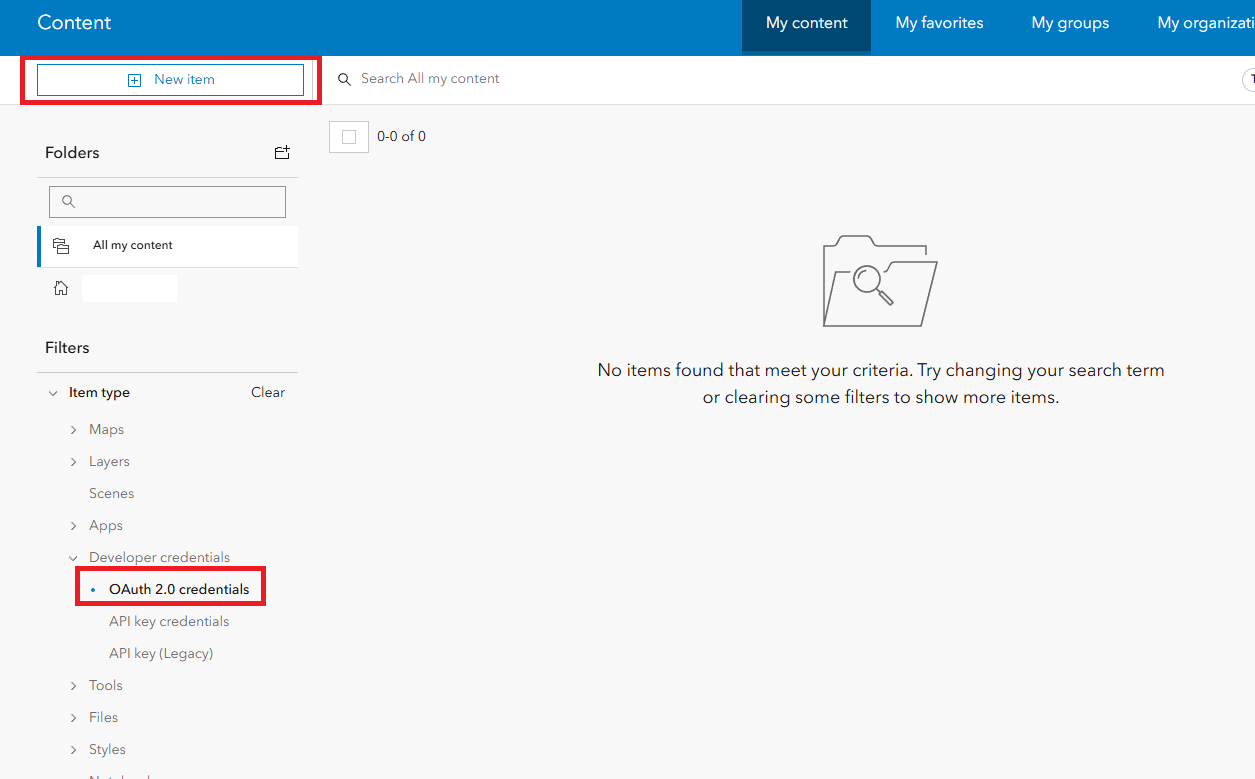 Content
My content
My favorites
My groups
My organizati
New item
Search All my content
0-0 of 0
Folders
All my content
No items found that meet your criteria. Try changing your search term
or clearing some filters to show more items.
Filters
Item type
Clear
Maps
Layers
Scenes
Apps
Developer credentials
OAuth 2.0 credentials
API key credentials
API key (Legacy)
Tools
Files
Styles